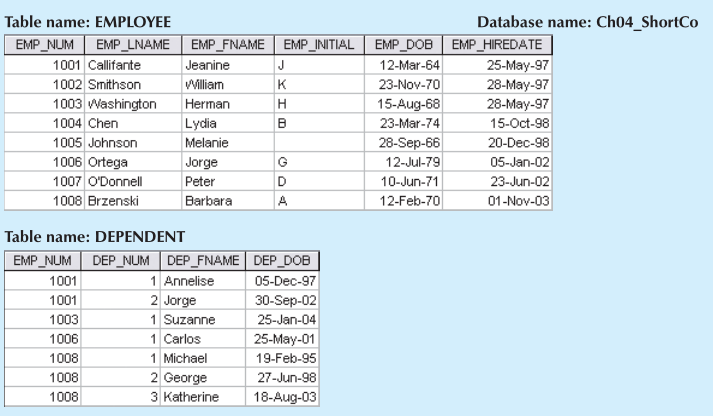 Table name: EMPLOYEE Database name: Ch04_ShortCo
EMP_NUM EMP_LNAME EMP_FNAME EMP_INITIAL EMP_DOB EMP_HIREDATE
1001 Callifante Jeanine J 12-Mar-64 25-May-97
1002 Smithson William K 23-Nov-70 28-May-97
1003 Washington Herman H 15-Aug-68 28-May-97
1004 Chen Lydia B 23-Mar-74 15-Oct-98
1005 Johnson Melanie 28-Sep-66 20-Dec-98
1006 Ortega Jorge G 12-Jul-79 05-Jan-02
1007 O'Donnell Peter D 10-Jun-71 23-Jun-02
1008 Brzenski Barbara A 12-Feb-70 01-Nov-03
Table name: DEPENDENT
EMP_NUM DEP_NUM DEP_FNAME DEP_DOB
1001 1 Annelise 05-Dec-97
1001 2 Jorge 30-Sep-02
1003 1 Suzanne 25-Jan-04
1006 1 Carlos 25-May-01
1008 1 Michael 19-Feb-95
1008 2 George 27-Jun-98
1008 3 Katherine 18-Aug-03